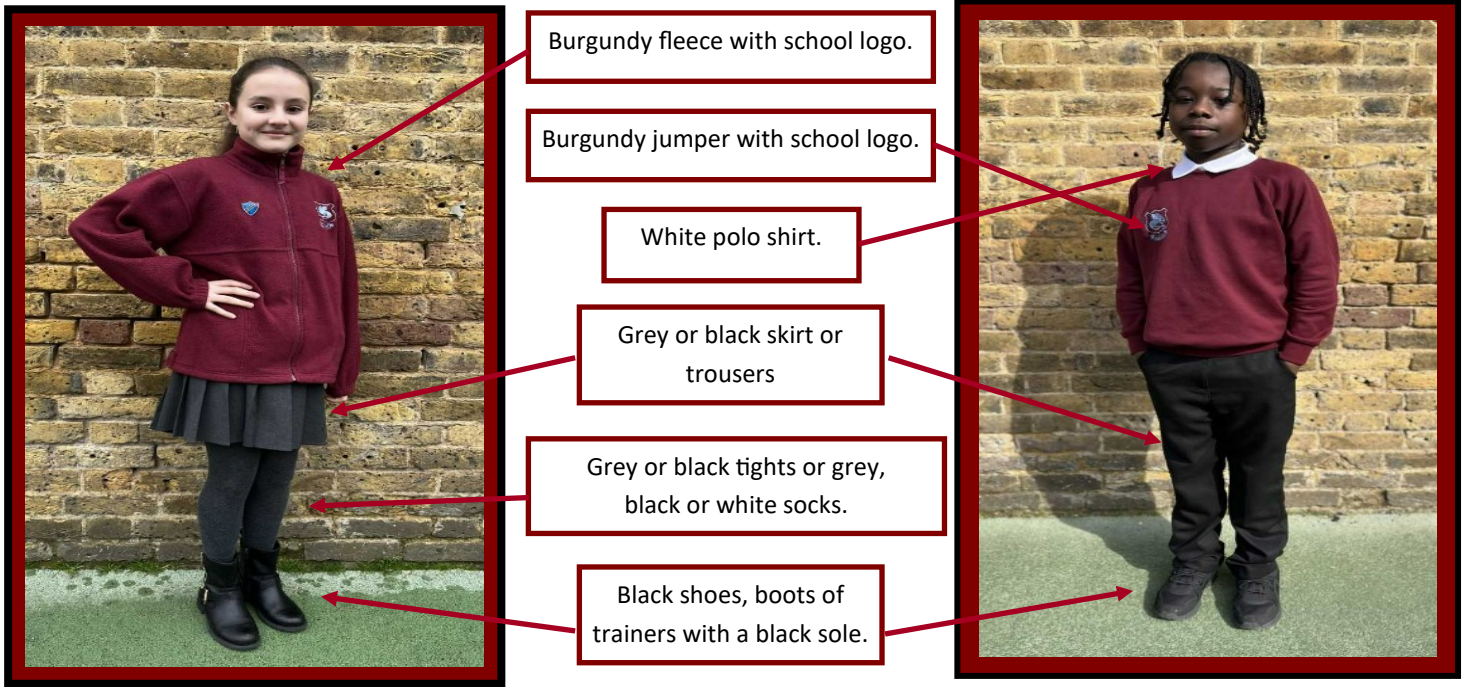 Burgundy fleece with school logo.
Burgundy jumper with school logo.
White polo shirt.
Grey or black skirt or
trousers
Grey or black tights or grey,
black or white socks.
Black shoes, boots of
trainers with a black sole.